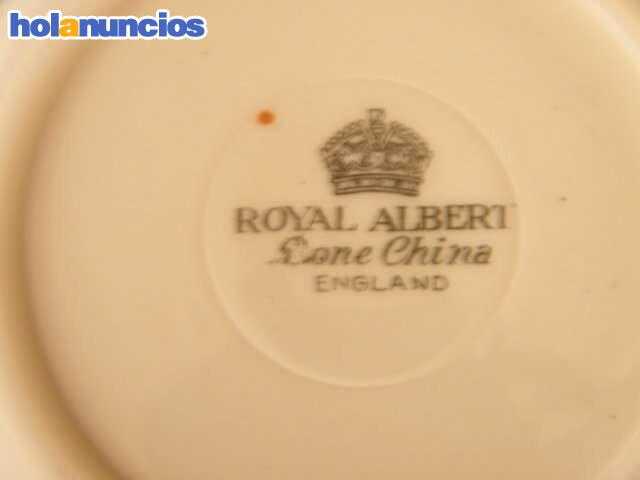 holanuncios
ROYAL ALBERT
Bone China
ENGLAND